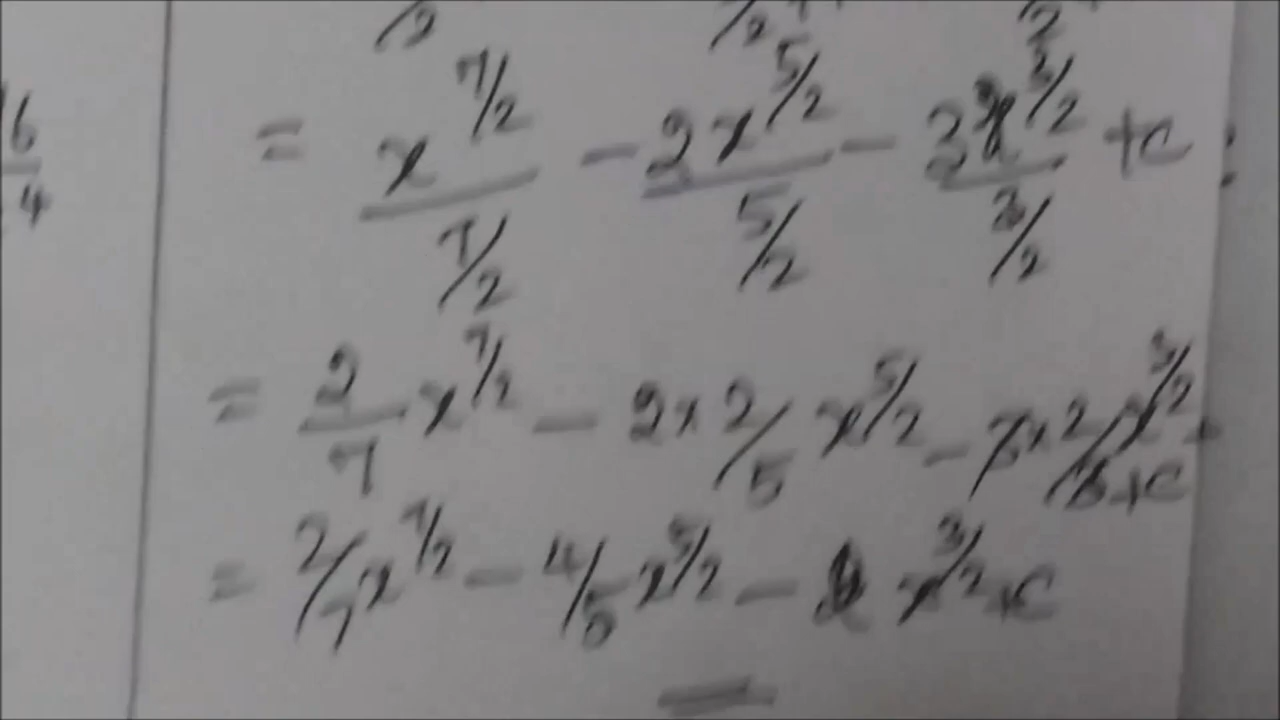 = x^7/2 / 7/2 - 2x^5/2 / 5/2 - 3x^3/2 / 3/2 + c
= 2/7 x^7/2 - 2 × 2/5 x^5/2 - 3 × 2/3 x^3/2 + c
= 2/7 x^7/2 - 4/5 x^5/2 - 2 x^3/2 + c